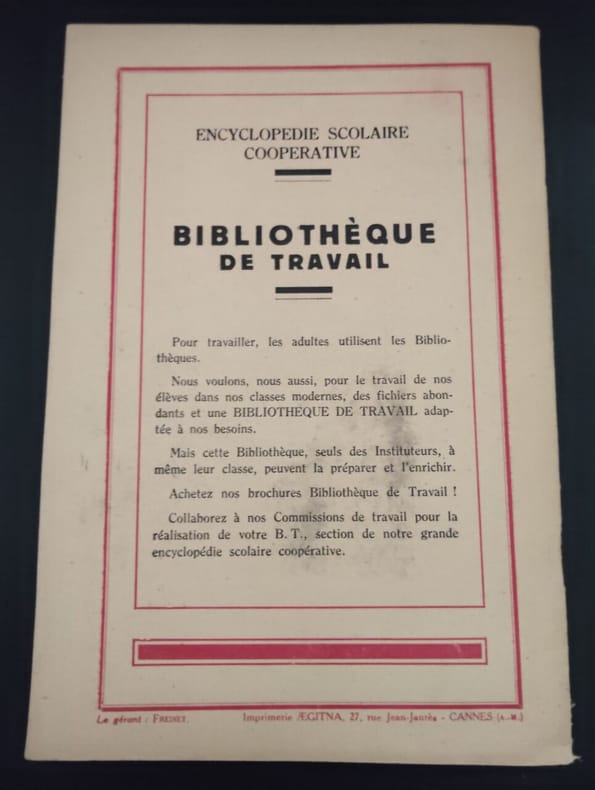 ENCYCLOPEDIE SCOLAIRE
COOPERATIVE
BIBLIOTHÈQUE
DE TRAVAIL
Pour travailler, les adultes utilisent les Biblio-
thèques.
Nous voulons, nous aussi, pour le travail de nos
élèves dans nos classes modernes, des fichiers abon-
dants et une BIBLIOTHEQUE DE TRAVAIL adap-
tée à nos besoins.
Mais cette Bibliothèque, seuls des Instituteurs, à
même leur classe, peuvent la préparer et l'enrichir.
Achetez nos brochures Bibliothèque de Travail !
Collaborez à nos Commissions de travail pour la
réalisation de votre B. T., section de notre grande
encyclopédie scolaire coopérative.
Le gérant : FREINET. Imprimerie ÆGITNA, 27, rue Jean-Jaurès - CANNES (A.-M.)